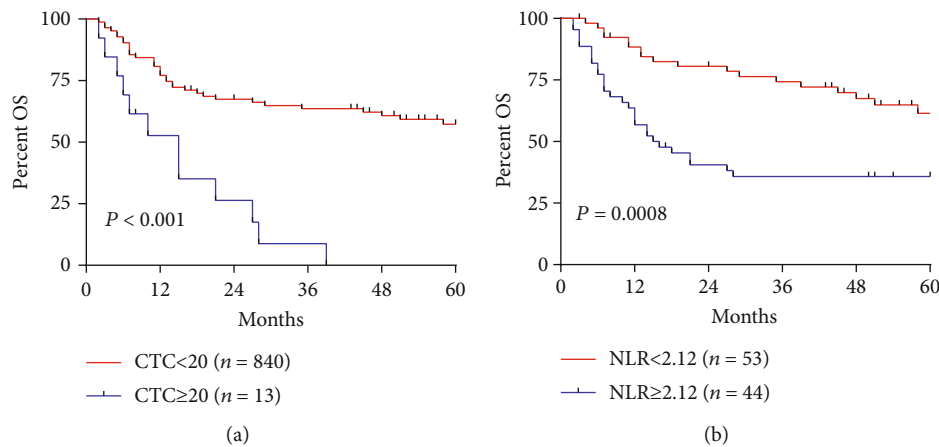 100
75
50
25
0
Percent OS
P < 0.001
0 12 24 36 48 60
Months
CTC<20 (n = 840)
CTC≥20 (n = 13)
(a)
100
75
50
25
0
Percent OS
P = 0.0008
0 12 24 36 48 60
Months
NLR<2.12 (n = 53)
NLR≥2.12 (n = 44)
(b)